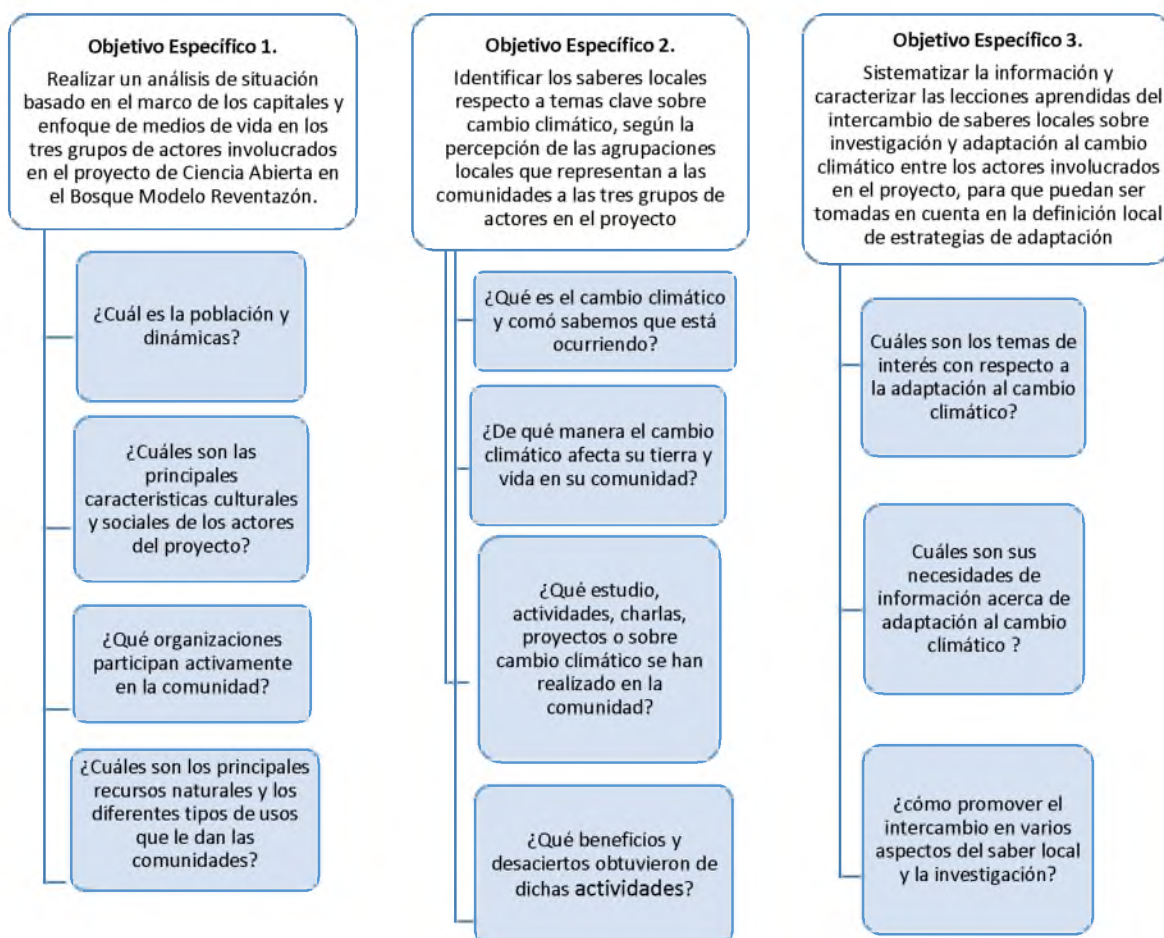 Objetivo Específico 1.
Realizar un análisis de situación
basado en el marco de los capitales y
enfoque de medios de vida en los
tres grupos de actores involucrados
en el proyecto de Ciencia Abierta en
el Bosque Modelo Reventazón.
¿Cuál es la población y
dinámicas?
¿Cuáles son las
principales
características culturales
y sociales de los actores
del proyecto?
¿Qué organizaciones
participan activamente
en la comunidad?
¿Cuáles son los principales
recursos naturales y los
diferentes tipos de usos
que le dan las
comunidades?
Objetivo Específico 2.
Identificar los saberes locales
respecto a temas clave sobre
cambio climático, según la
percepción de las agrupaciones
locales que representan a las
comunidades a las tres grupos de
actores en el proyecto
¿Qué es el cambio climático
y comó sabemos que está
ocurriendo?
¿De qué manera el cambio
climático afecta su tierra y
vida en su comunidad?
¿Qué estudio,
actividades, charlas,
proyectos o sobre
cambio climático se han
realizado en la
comunidad?
¿Qué beneficios y
desaciertos obtuvieron de
dichas actividades?
Objetivo Específico 3.
Sistematizar la información y
caracterizar las lecciones aprendidas del
intercambio de saberes locales sobre
investigación y adaptación al cambio
climático entre los actores involucrados
en el proyecto, para que puedan ser
tomadas en cuenta en la definición local
de estrategias de adaptación
Cuáles son los temas de
interés con respecto a
la adaptación al cambio
climático?
Cuáles son sus
necesidades de
información acerca de
adaptación al cambio
climático ?
¿cómo promover el
intercambio en varios
aspectos del saber local
y la investigación?